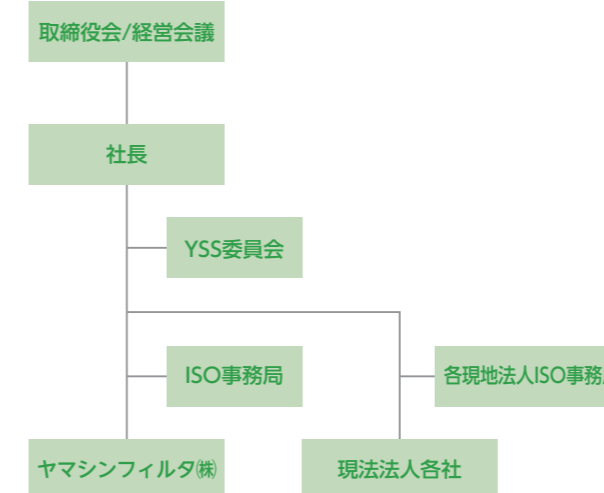 取締役会/経営会議
社長
YSS委員会
ISO事務局
各現地法人ISO事務
ヤマシンフィルタ㈱
現法法人各社